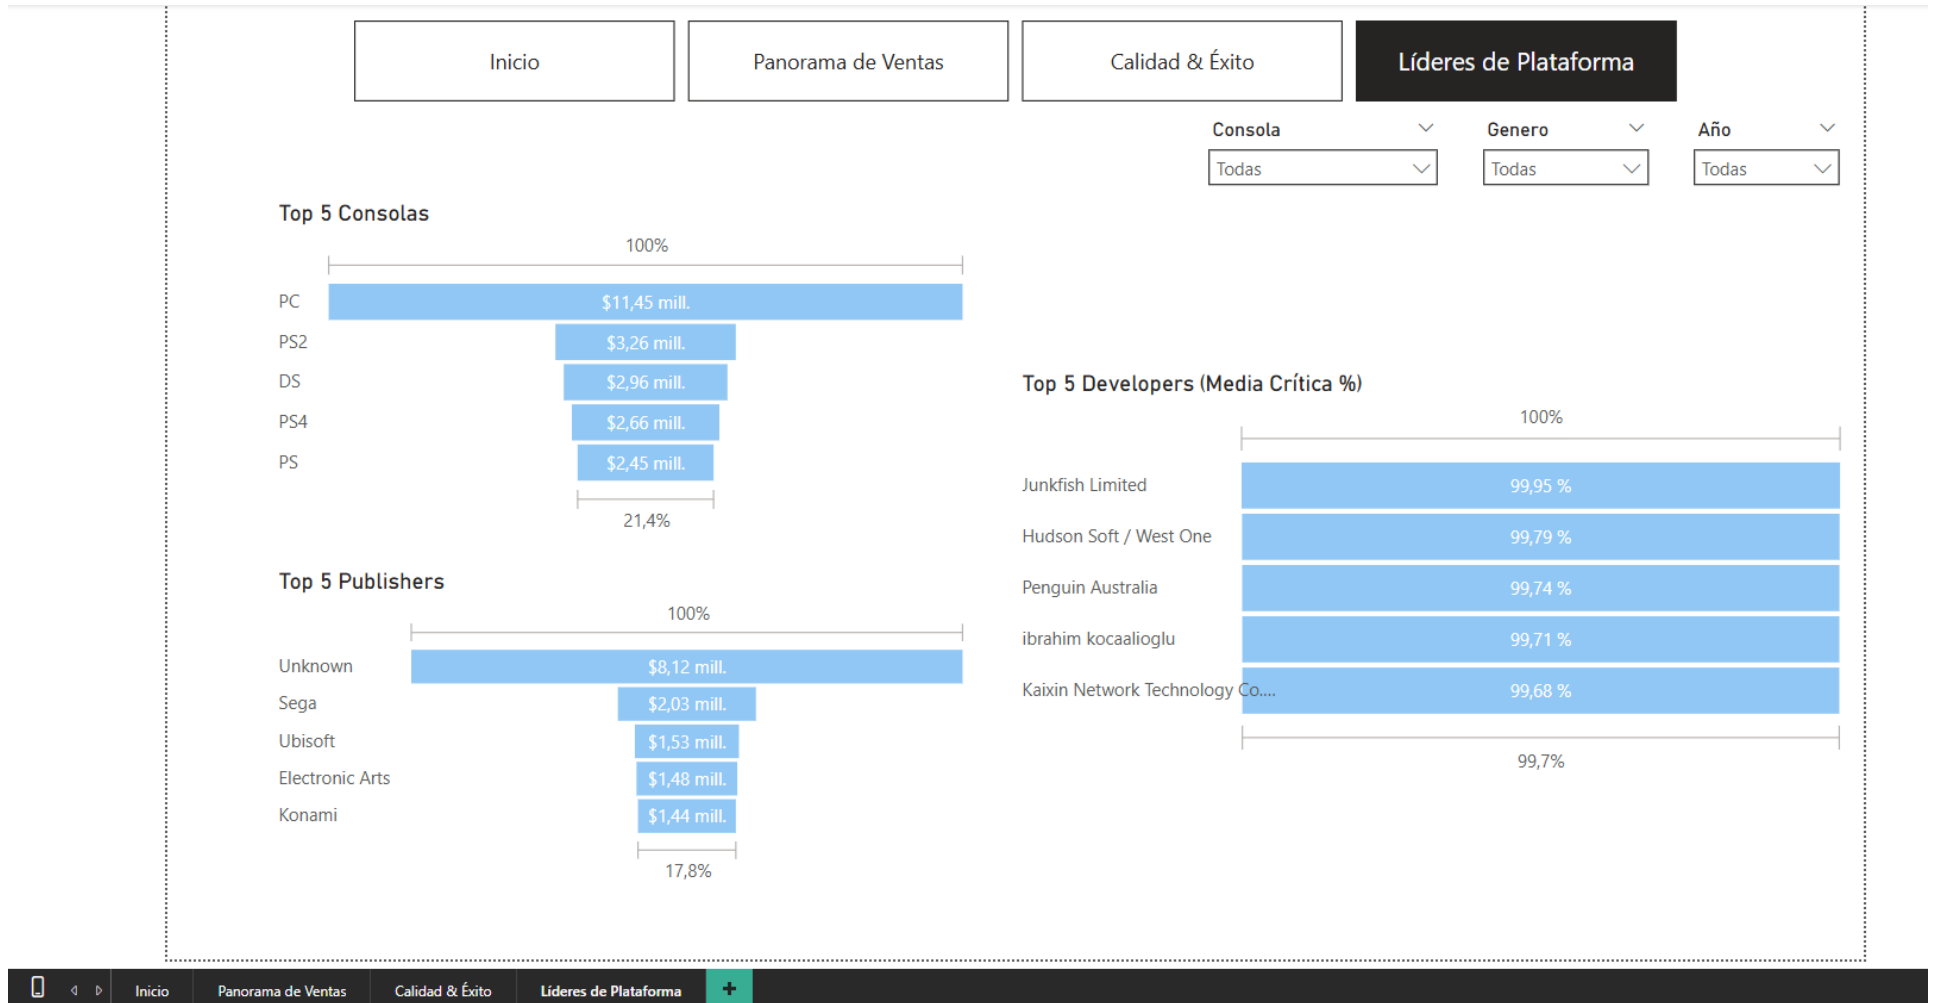 Inicio
Panorama de Ventas
Calidad & Éxito
Líderes de Plataforma
Consola
Genero
Año
Todas
Todas
Todas
Top 5 Consolas
100%
PC
$11,45 mill.
PS2
$3,26 mill.
DS
$2,96 mill.
PS4
$2,66 mill.
PS
$2,45 mill.
21,4%
Top 5 Publishers
100%
Unknown
$8,12 mill.
Sega
$2,03 mill.
Ubisoft
$1,53 mill.
Electronic Arts
$1,48 mill.
Konami
$1,44 mill.
17,8%
Top 5 Developers (Media Crítica %)
100%
Junkfish Limited
99,95 %
Hudson Soft / West One
99,79 %
Penguin Australia
99,74 %
ibrahim kocaalioglu
99,71 %
Kaixin Network Technology Co....
99,68 %
99,7%
Inicio
Panorama de Ventas
Calidad & Éxito
Líderes de Plataforma
+